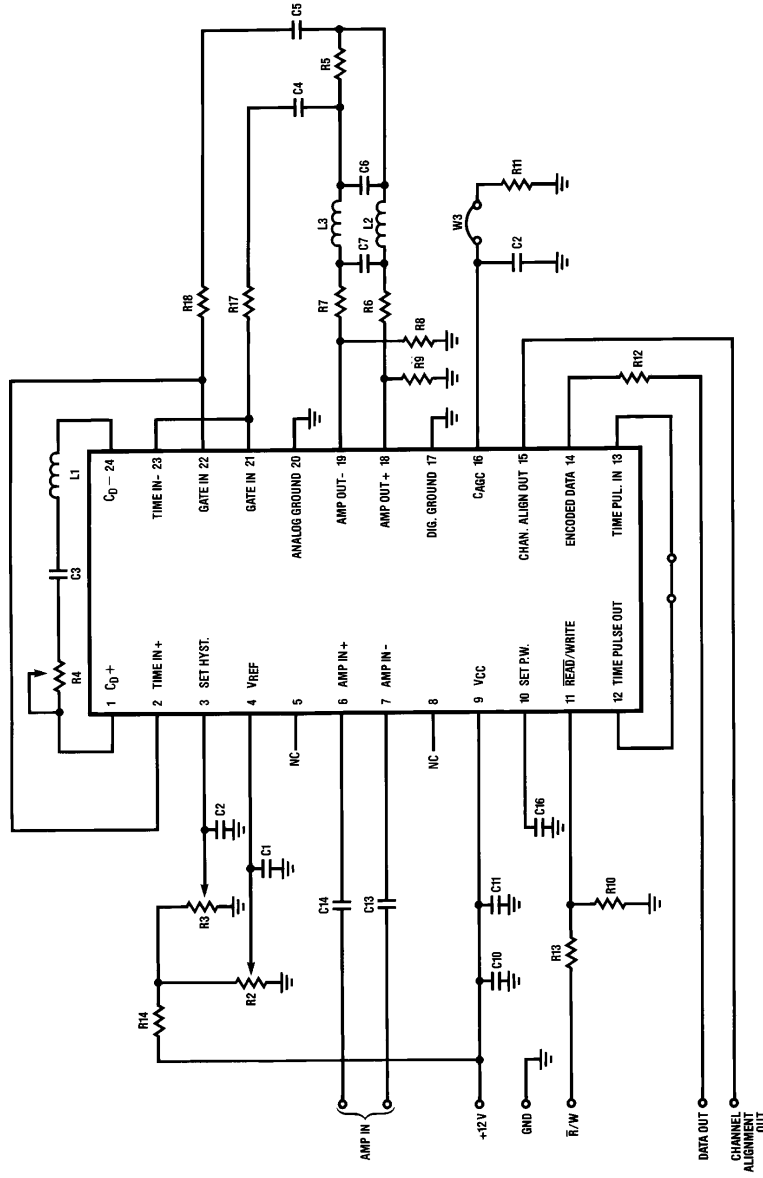 C5
R5
C4
R18
R17
L3
C6
L2
C7
R7
R6
R8
R9
W3
R11
C2
R12
L1
C3
R4
1 CD+
2 TIME IN+
3 SET HYST.
4 VREF
5
6 AMP IN+
7 AMP IN-
8
9 VCC
10 SET P.W.
11 READ/WRITE
12 TIME PULSE OUT
CD- 24
TIME IN- 23
GATE IN 22
GATE IN 21
ANALOG GROUND 20
AMP OUT- 19
AMP OUT+ 18
DIG. GROUND 17
CAGC 16
CHAN. ALIGN OUT 15
ENCODED DATA 14
TIME PUL. IN 13
NC
NC
C2
C1
R3
R2
R14
C14
C13
C11
C10
C16
R13
R10
AMP IN
+12 V
GND
R̅/W
DATA OUT
CHANNEL
ALIGNMENT
OUT